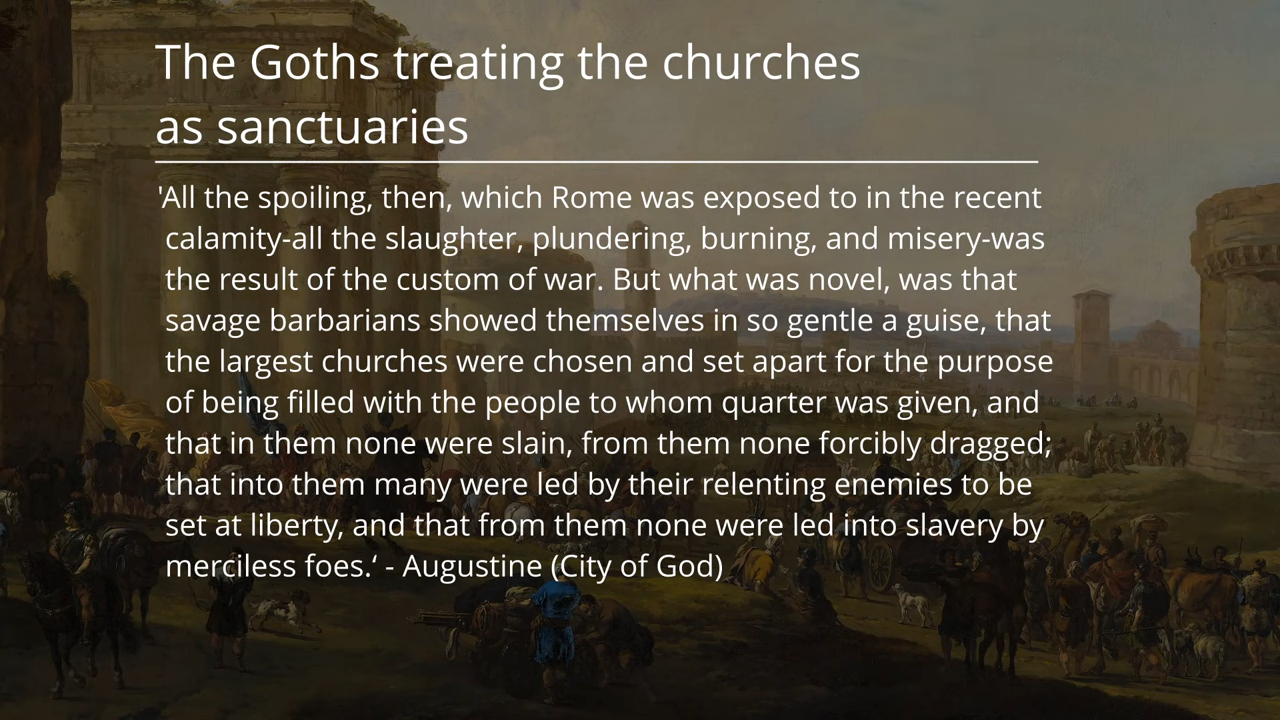 The Goths treating the churches
as sanctuaries
'All the spoiling, then, which Rome was exposed to in the recent
calamity-all the slaughter, plundering, burning, and misery-was
the result of the custom of war. But what was novel, was that
savage barbarians showed themselves in so gentle a guise, that
the largest churches were chosen and set apart for the purpose
of being filled with the people to whom quarter was given, and
that in them none were slain, from them none forcibly dragged;
that into them many were led by their relenting enemies to be
set at liberty, and that from them none were led into slavery by
merciless foes.‘ - Augustine (City of God)